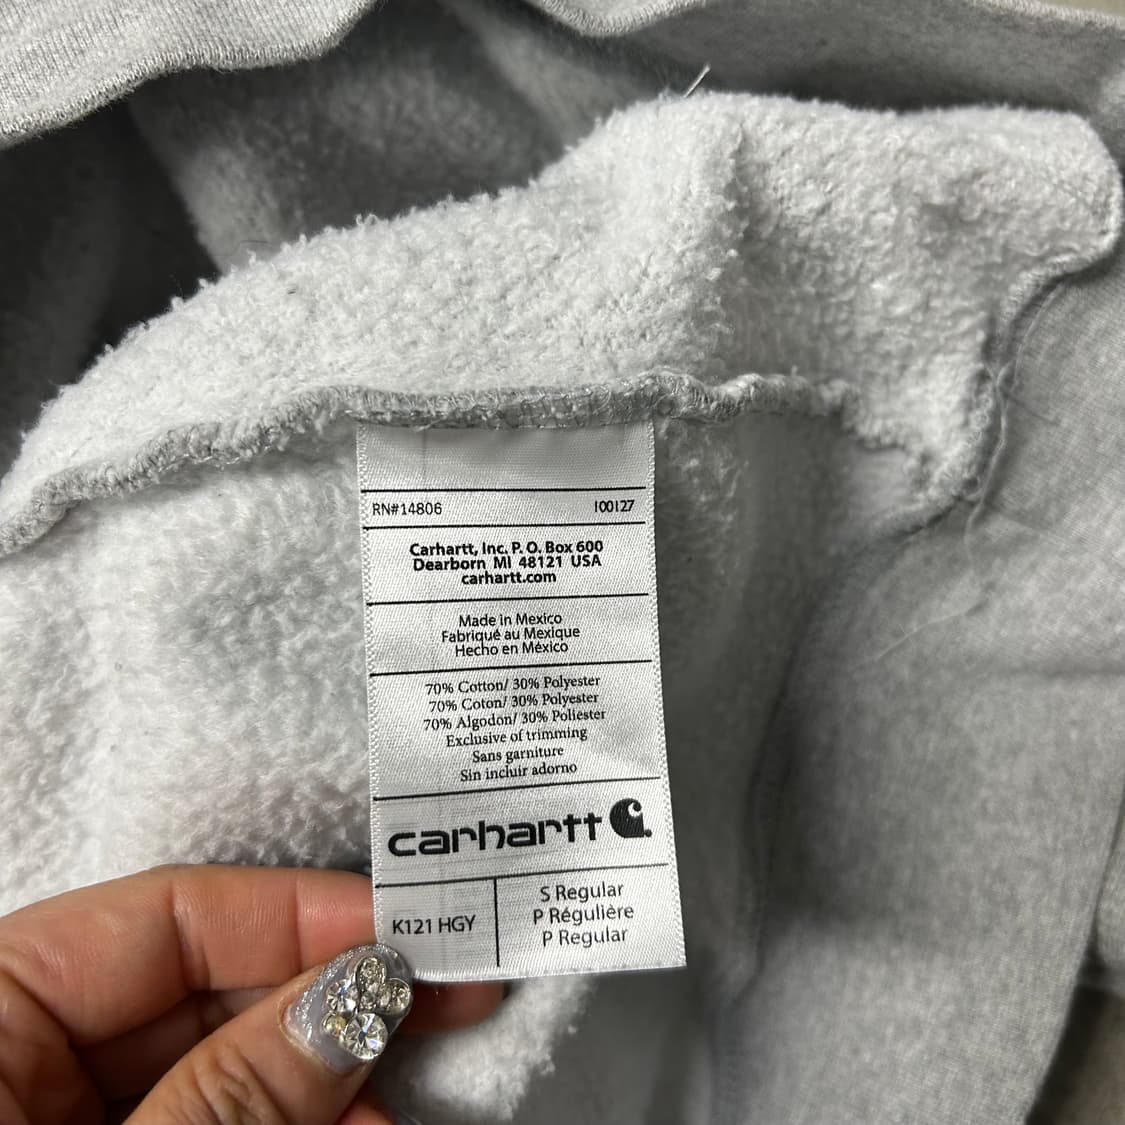 RN#14806 100127
Carhartt, Inc. P. O. Box 600
Dearborn MI 48121 USA
carhartt.com
Made in Mexico
Fabriqué au Mexique
Hecho en México
70% Cotton/ 30% Polyester
70% Coton/ 30% Polyester
70% Algodon/ 30% Poliester
Exclusive of trimming
Sans garniture
Sin incluir adorno
carhartt
K121 HGY
S Regular
P Régulière
P Regular